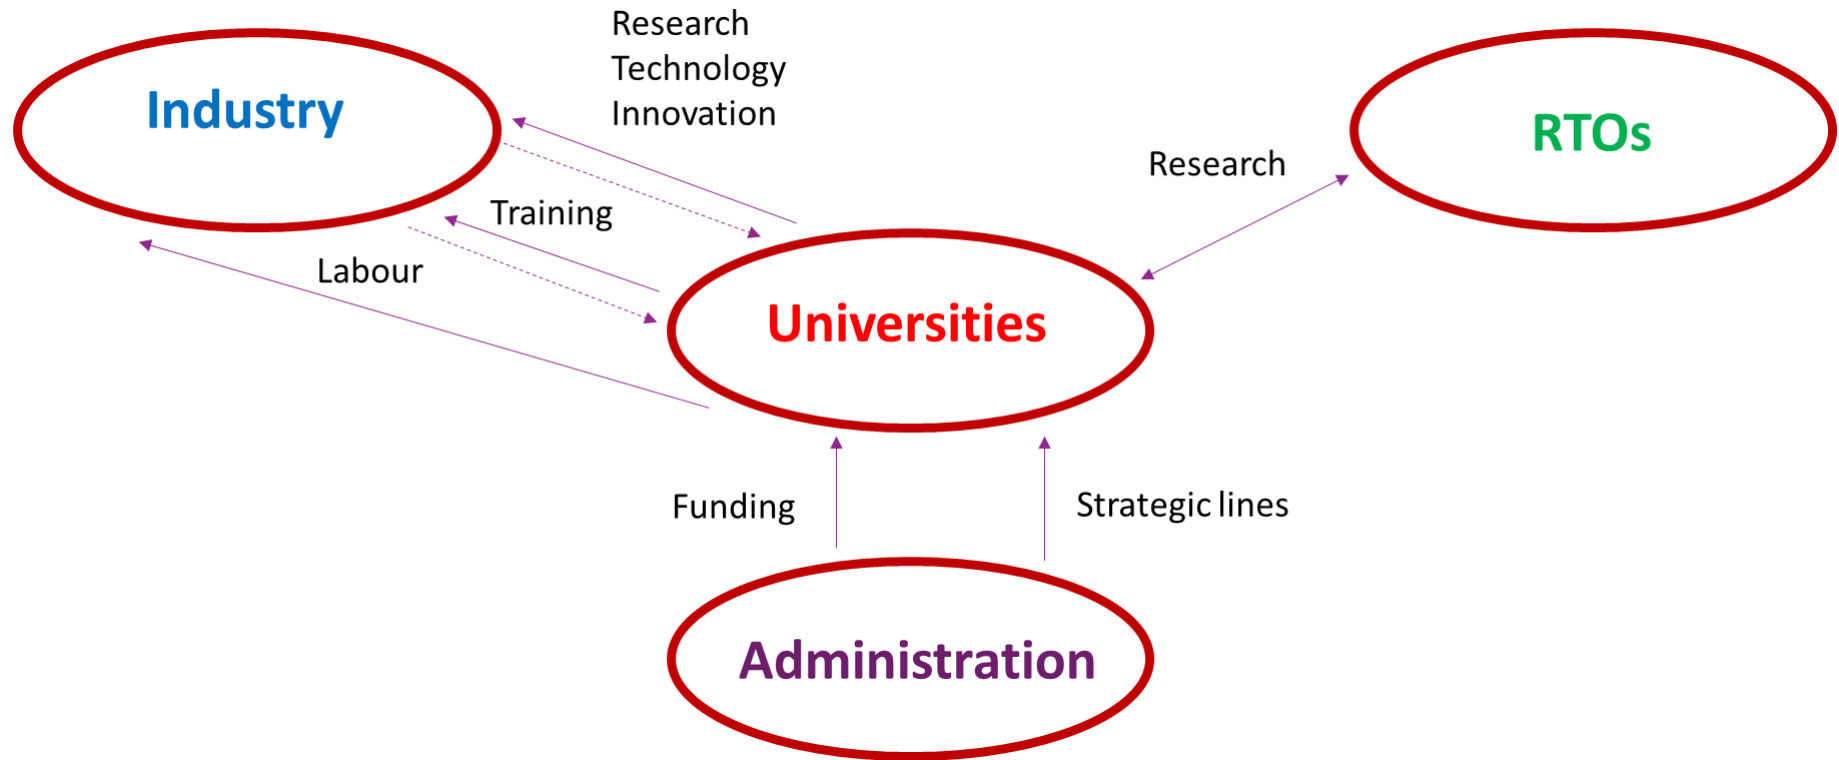 Research
Technology
Innovation
Industry
RTOs
Research
Training
Labour
Universities
Funding
Strategic lines
Administration